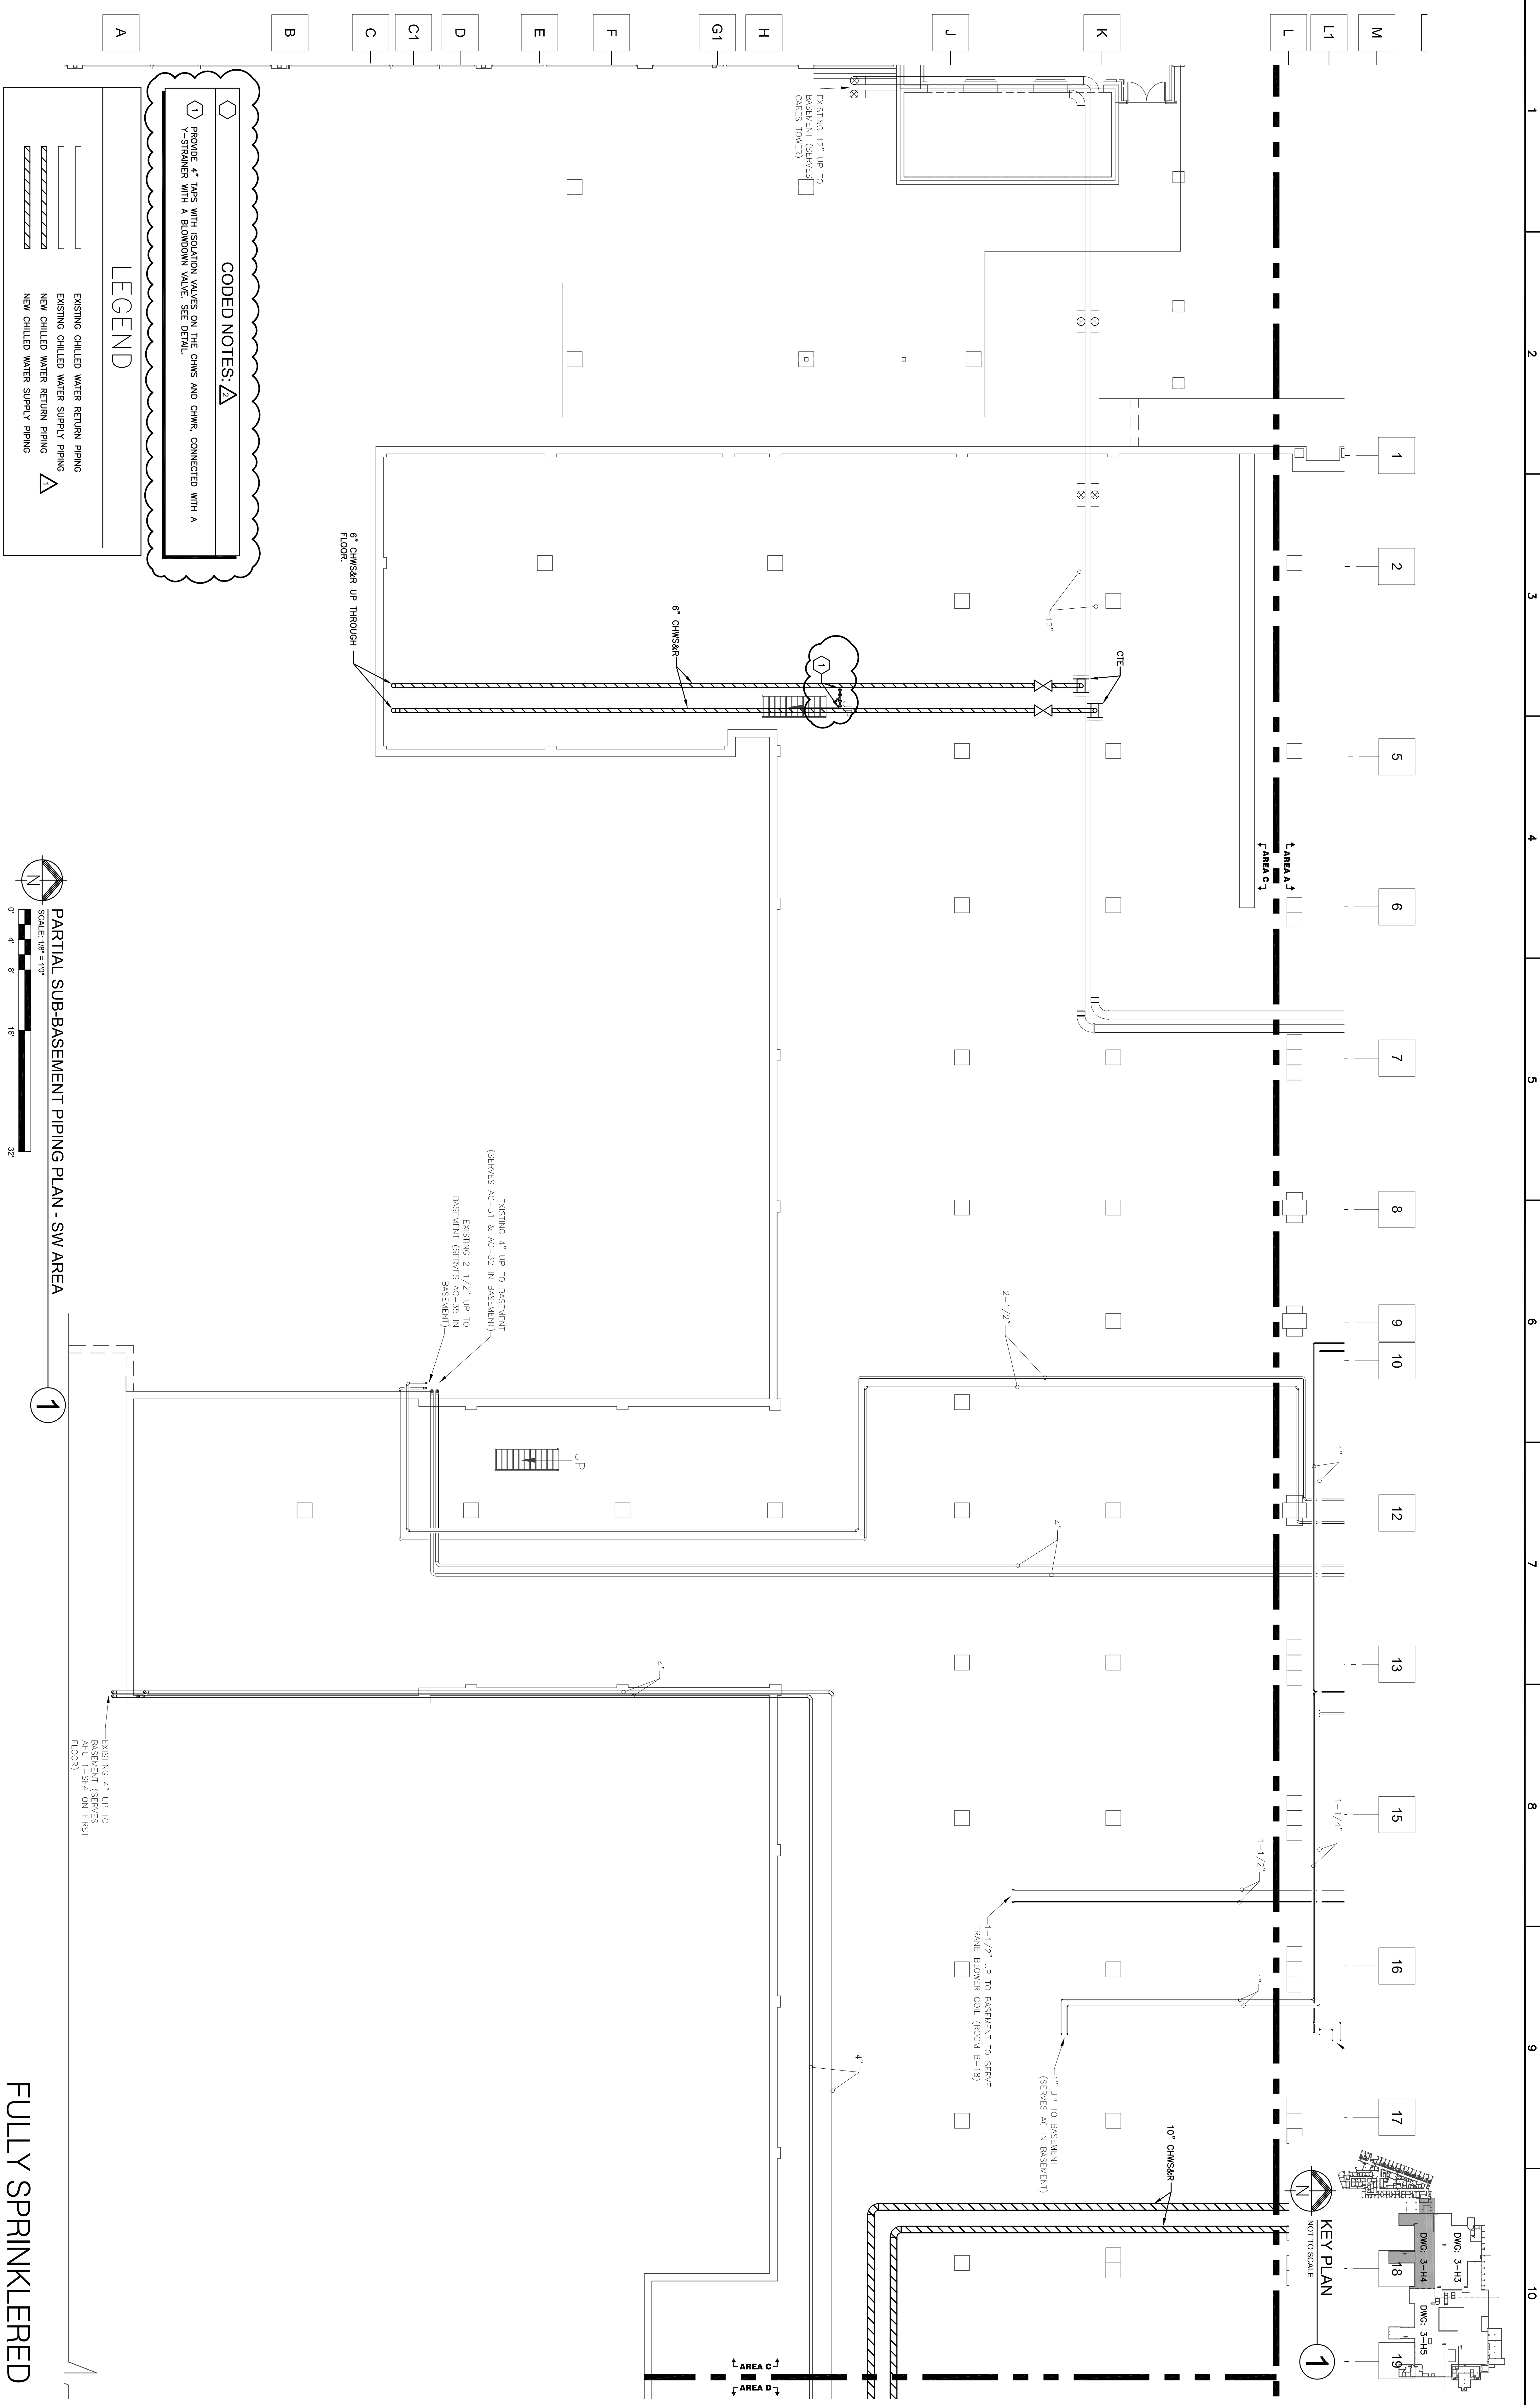 1
2
3
4
5
6
7
8
9
10
M
L1
L
K
J
H
G1
F
E
D
C1
C
B
A
1
2
5
6
7
8
9
10
12
13
15
16
17
18
19
DWG: 3-H3
DWG: 3-H4
DWG: 3-H5
KEY PLAN
NOT TO SCALE
N
1
AREA A
AREA C
EXISTING 12" UP TO
BASEMENT (SERVES
CARES TOWER)
12"
CTE
1
UP
6" CHWS&R
6" CHWS&R UP THROUGH
FLOOR.
2-1/2"
EXISTING 4" UP TO BASEMENT
(SERVES AC-31 & AC-32 IN BASEMENT)
EXISTING 2-1/2" UP TO
BASEMENT (SERVES AC-35 IN
BASEMENT)
UP
1"
4"
4"
EXISTING 4" UP TO
BASEMENT (SERVES
AHU 1-SF4 ON FIRST
FLOOR)
1-1/4"
1-1/2"
1-1/2" UP TO BASEMENT TO SERVE
TRANE BLOWER COIL (ROOM B-18)
1"
1" UP TO BASEMENT
(SERVES AC IN BASEMENT)
4"
10" CHWS&R
AREA C
AREA D
CODED NOTES: 2
1 PROVIDE 4" TAPS WITH ISOLATION VALVES ON THE CHWS AND CHWR, CONNECTED WITH A
Y-STRAINER WITH A BLOWDOWN VALVE. SEE DETAIL.
LEGEND
EXISTING CHILLED WATER RETURN PIPING
EXISTING CHILLED WATER SUPPLY PIPING
NEW CHILLED WATER RETURN PIPING 1
NEW CHILLED WATER SUPPLY PIPING
N
PARTIAL SUB-BASEMENT PIPING PLAN - SW AREA
1
SCALE: 1/8" = 1'0"
0' 4' 8' 16' 32'
FULLY SPRINKLERED